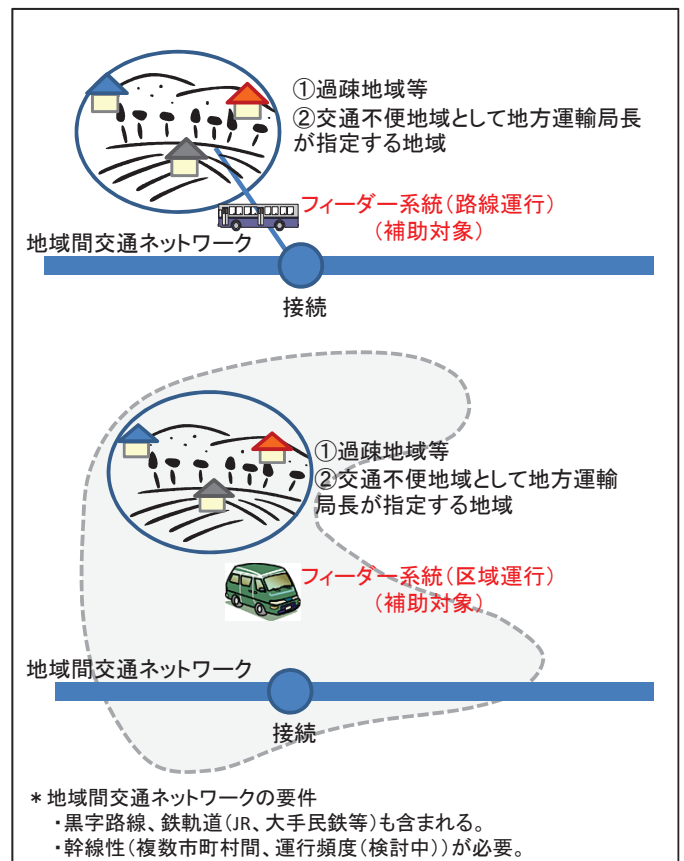 ①過疎地域等
②交通不便地域として地方運輸局長
が指定する地域
フィーダー系統(路線運行)
(補助対象)
地域間交通ネットワーク
接続
①過疎地域等
②交通不便地域として地方運輸
局長が指定する地域
フィーダー系統(区域運行)
(補助対象)
地域間交通ネットワーク
接続
＊地域間交通ネットワークの要件
・黒字路線、鉄軌道(JR、大手民鉄等)も含まれる。
・幹線性(複数市町村間、運行頻度(検討中))が必要。